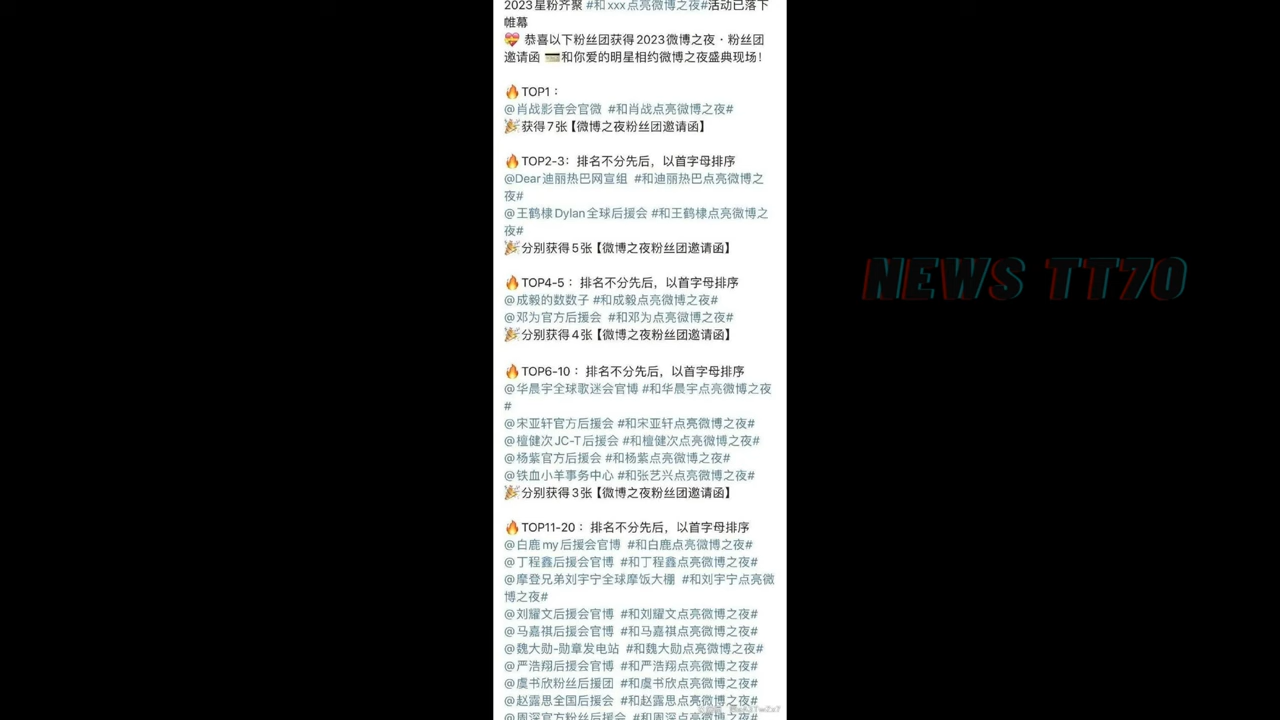 2023星粉齐聚 #和xxx点亮微博之夜#活动已落下
帷幕
💝 恭喜以下粉丝团获得2023微博之夜·粉丝团
邀请函 🎫和你爱的明星相约微博之夜盛典现场！
🔥TOP1：
@肖战影音会官微 #和肖战点亮微博之夜#
🎉获得7张【微博之夜粉丝团邀请函】
🔥TOP2-3：排名不分先后，以首字母排序
@Dear迪丽热巴网宣组 #和迪丽热巴点亮微博之
夜#
@王鹤棣Dylan全球后援会 #和王鹤棣点亮微博之
夜#
🎉分别获得5张【微博之夜粉丝团邀请函】
🔥TOP4-5：排名不分先后，以首字母排序
@成毅的数数子 #和成毅点亮微博之夜#
@邓为官方后援会 #和邓为点亮微博之夜#
🎉分别获得4张【微博之夜粉丝团邀请函】
🔥TOP6-10：排名不分先后，以首字母排序
@华晨宇全球歌迷会官博 #和华晨宇点亮微博之夜
#
@宋亚轩官方后援会 #和宋亚轩点亮微博之夜#
@檀健次JC-T后援会 #和檀健次点亮微博之夜#
@杨紫官方后援会 #和杨紫点亮微博之夜#
@铁血小羊事务中心 #和张艺兴点亮微博之夜#
🎉分别获得3张【微博之夜粉丝团邀请函】
🔥TOP11-20：排名不分先后，以首字母排序
@白鹿my后援会官博 #和白鹿点亮微博之夜#
@丁程鑫后援会官博 #和丁程鑫点亮微博之夜#
@摩登兄弟刘宇宁全球摩饭大棚 #和刘宇宁点亮微
博之夜#
@刘耀文后援会官博 #和刘耀文点亮微博之夜#
@马嘉祺后援会官博 #和马嘉祺点亮微博之夜#
@魏大勋-勋章发电站 #和魏大勋点亮微博之夜#
@严浩翔后援会官博 #和严浩翔点亮微博之夜#
@虞书欣粉丝后援团 #和虞书欣点亮微博之夜#
@赵露思全国后援会 #和赵露思点亮微博之夜#
@周深官方粉丝后援会 #和周深点亮微博之夜#
NEWS TT70